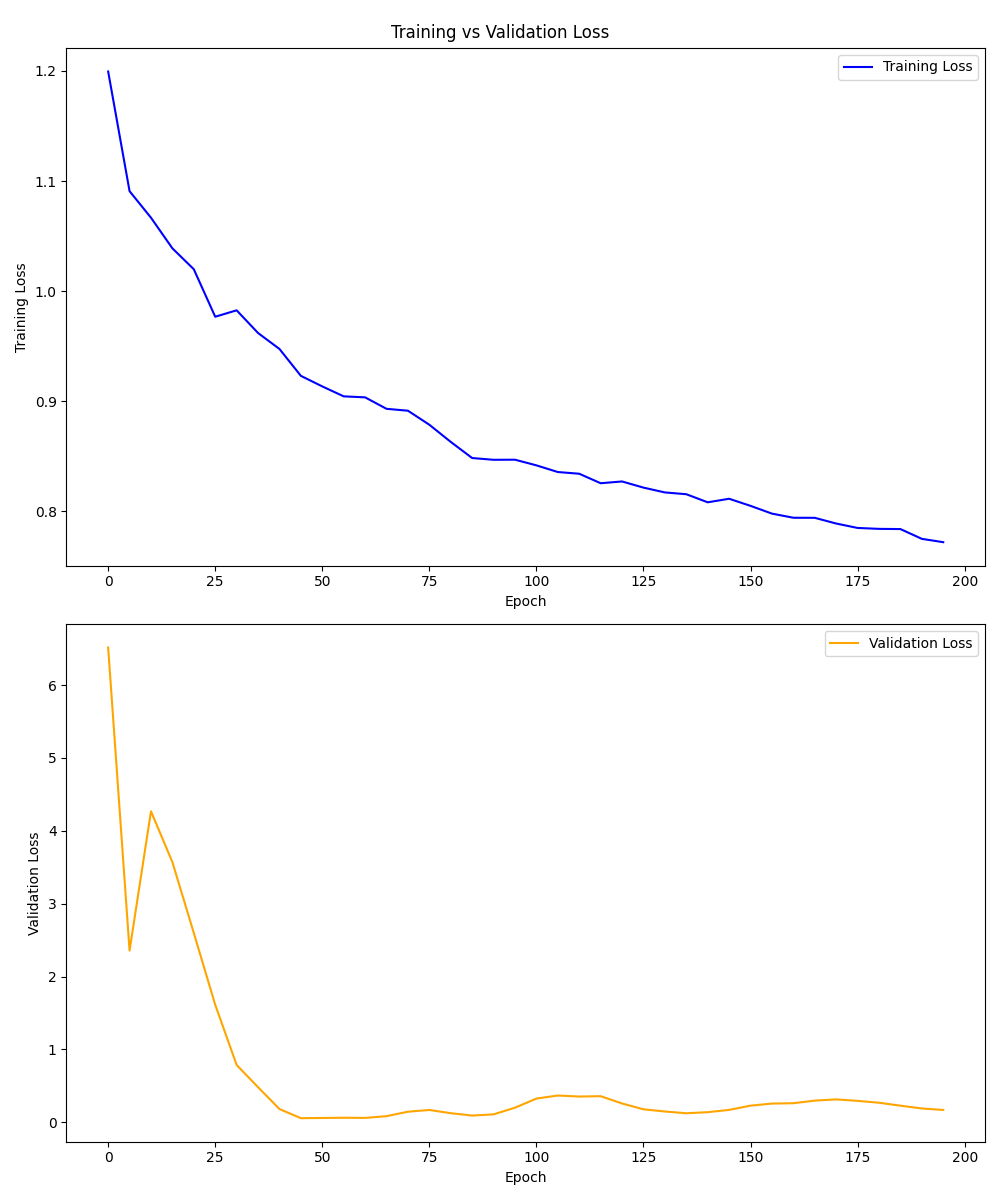 Training vs Validation Loss
Training Loss
1.2
1.1
1.0
0.9
0.8
Training Loss
0 25 50 75 100 125 150 175 200
Epoch
Validation Loss
6
5
4
3
2
1
0
Validation Loss
0 25 50 75 100 125 150 175 200
Epoch